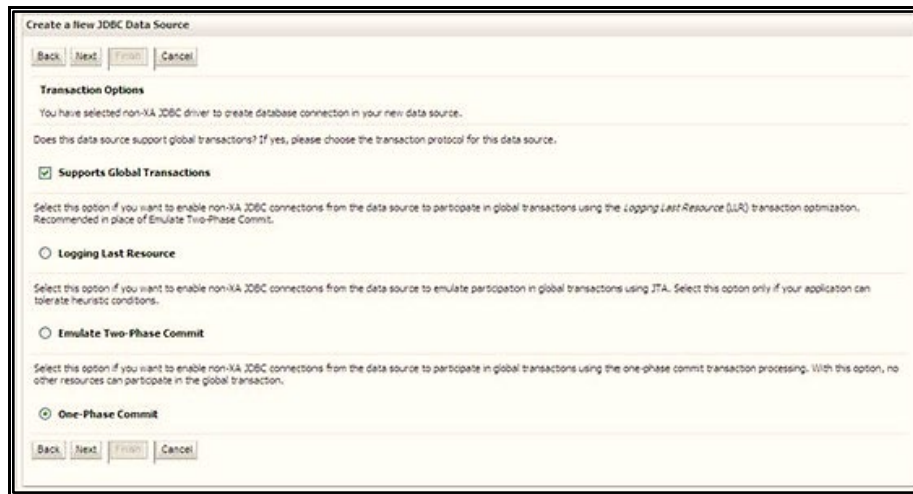 Create a New JDBC Data Source
Back Next Finish Cancel
Transaction Options
You have selected non-XA JDBC driver to create database connection in your new data source.
Does this data source support global transactions? If yes, please choose the transaction protocol for this data source.
Supports Global Transactions
Select this option if you want to enable non-XA JDBC connections from the data source to participate in global transactions using the Logging Last Resource (LLR) transaction optimization.
Recommended in place of Emulate Two-Phase Commit.
Logging Last Resource
Select this option if you want to enable non-XA JDBC connections from the data source to emulate participation in global transactions using JTA. Select this option only if your application can
tolerate heuristic conditions.
Emulate Two-Phase Commit
Select this option if you want to enable non-XA JDBC connections from the data source to participate in global transactions using the one-phase commit transaction processing. With this option, no
other resources can participate in the global transaction.
One-Phase Commit
Back Next Finish Cancel